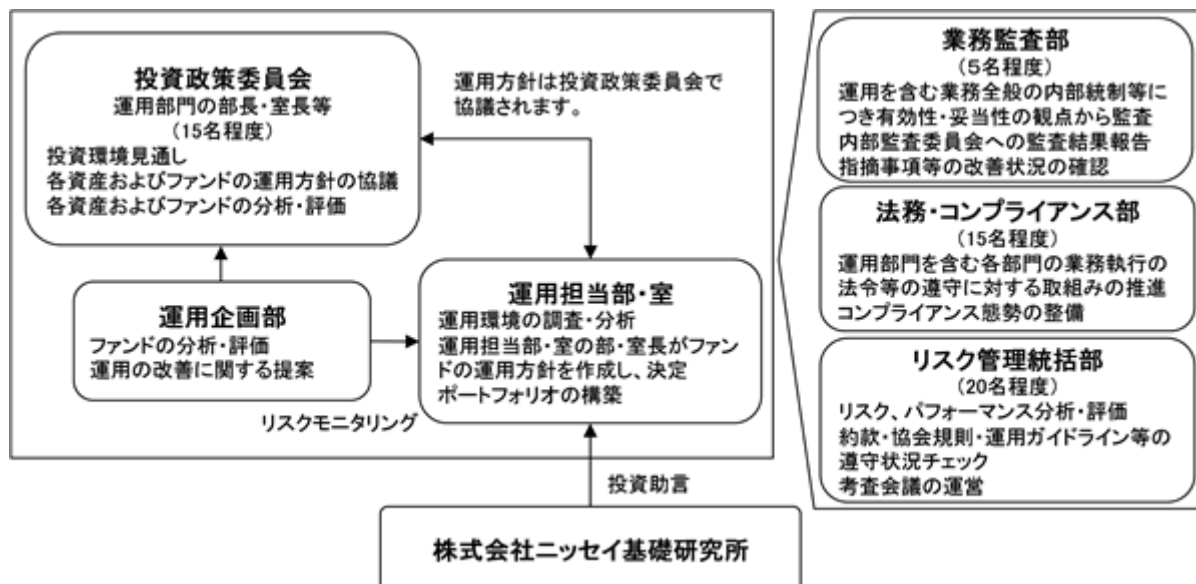 投資政策委員会
運用部門の部長・室長等
(15名程度)
投資環境見通し
各資産およびファンドの運用方針の協議
各資産およびファンドの分析・評価
運用方針は投資政策委員会で
協議されます。
運用企画部
ファンドの分析・評価
運用の改善に関する提案
リスクモニタリング
運用担当部・室
運用環境の調査・分析
運用担当部・室の部・室長がファン
ドの運用方針を作成し、決定
ポートフォリオの構築
投資助言
株式会社ニッセイ基礎研究所
業務監査部
(5名程度)
運用を含む業務全般の内部統制等に
つき有効性・妥当性の観点から監査
内部監査委員会への監査結果報告
指摘事項等の改善状況の確認
法務・コンプライアンス部
(15名程度)
運用部門を含む各部門の業務執行の
法令等の遵守に対する取組みの推進
コンプライアンス態勢の整備
リスク管理統括部
(20名程度)
リスク、パフォーマンス分析・評価
約款・協会規則・運用ガイドライン等の
遵守状況チェック
考査会議の運営